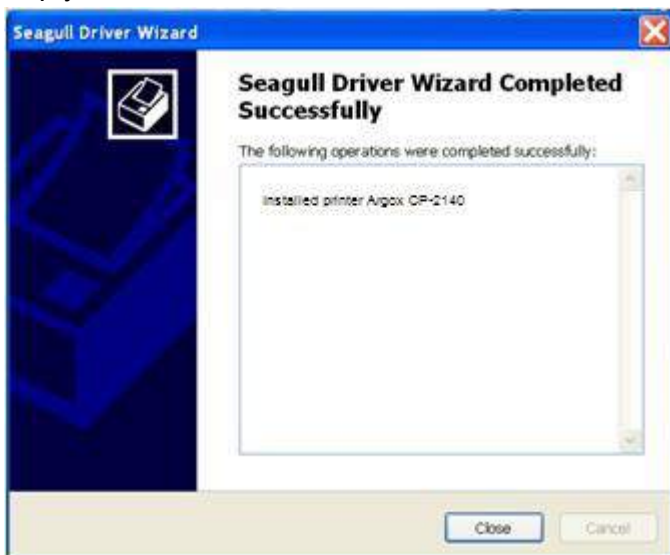 Seagull Driver Wizard
Seagull Driver Wizard Completed
Successfully
The following operations were completed successfully:
Installed printer Argox CP-2140
Close
Cancel